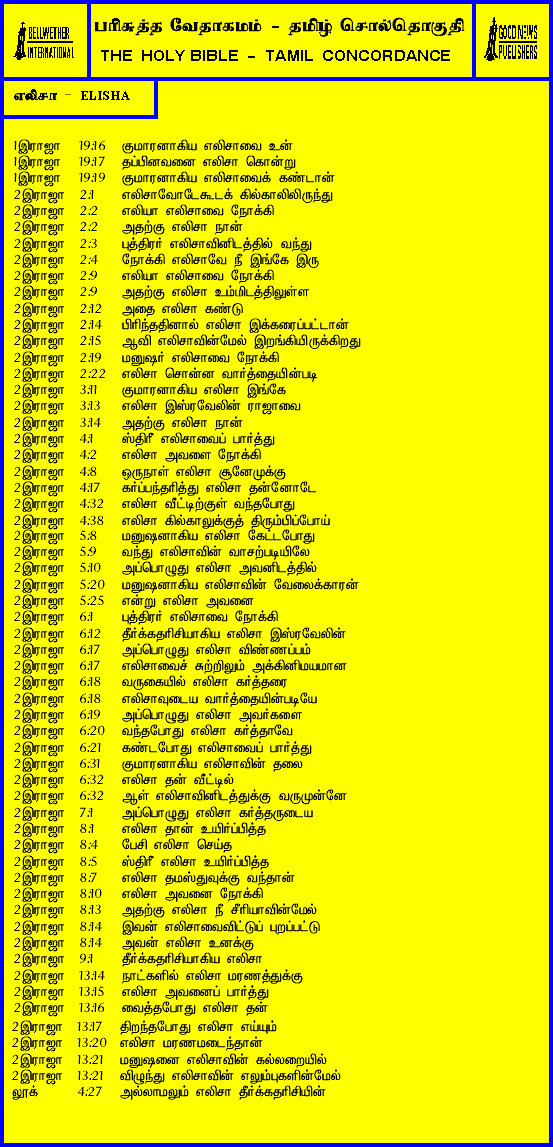 BELLWETHER
INTERNATIONAL
பரிசுத்த வேதாகமம் - தமிழ் சொல்தொகுதி
THE HOLY BIBLE - TAMIL CONCORDANCE
GOOD NEWS
PUBLISHERS
எலிசா - ELISHA
1இராஜா 19:16 குமாரனாகிய எலிசாவை உன்
1இராஜா 19:17 தப்பினவனை எலிசா கொன்று
1இராஜா 19:19 குமாரனாகிய எலிசாவைக் கண்டான்
2இராஜா 2:1 எலிசாவோடேகூடக் கில்காலிலிருந்து
2இராஜா 2:2 எலியா எலிசாவை நோக்கி
2இராஜா 2:2 அதற்கு எலிசா நான்
2இராஜா 2:3 புத்திரர் எலிசாவினிடத்தில் வந்து
2இராஜா 2:4 நோக்கி எலிசாவே நீ இங்கே இரு
2இராஜா 2:9 எலியா எலிசாவை நோக்கி
2இராஜா 2:9 அதற்கு எலிசா உம்மிடத்திலுள்ள
2இராஜா 2:12 அதை எலிசா கண்டு
2இராஜா 2:14 பிரிந்ததினால் எலிசா இக்கரைப்பட்டான்
2இராஜா 2:15 ஆவி எலிசாவின்மேல் இறங்கியிருக்கிறது
2இராஜா 2:19 மனுஷர் எலிசாவை நோக்கி
2இராஜா 2:22 எலிசா சொன்ன வார்த்தையின்படி
2இராஜா 3:11 குமாரனாகிய எலிசா இங்கே
2இராஜா 3:13 எலிசா இஸ்ரவேலின் ராஜாவை
2இராஜா 3:14 அதற்கு எலிசா நான்
2இராஜா 4:1 ஸ்திரீ எலிசாவைப் பார்த்து
2இராஜா 4:2 எலிசா அவளை நோக்கி
2இராஜா 4:8 ஒருநாள் எலிசா சூனேமுக்கு
2இராஜா 4:17 கர்ப்பந்தரித்து எலிசா தன்னோடே
2இராஜா 4:32 எலிசா வீட்டிற்குள் வந்தபோது
2இராஜா 4:38 எலிசா கில்காலுக்குத் திரும்பிப்போய்
2இராஜா 5:8 மனுஷனாகிய எலிசா கேட்டபோது
2இராஜா 5:9 வந்து எலிசாவின் வாசற்படியிலே
2இராஜா 5:10 அப்பொழுது எலிசா அவனிடத்தில்
2இராஜா 5:20 மனுஷனாகிய எலிசாவின் வேலைக்காரன்
2இராஜா 5:25 என்று எலிசா அவனை
2இராஜா 6:1 புத்திரர் எலிசாவை நோக்கி
2இராஜா 6:12 தீர்க்கதரிசியாகிய எலிசா இஸ்ரவேலின்
2இராஜா 6:17 அப்பொழுது எலிசா விண்ணப்பம்
2இராஜா 6:17 எலிசாவைச் சுற்றிலும் அக்கினிமயமான
2இராஜா 6:18 வருகையில் எலிசா கர்த்தரை
2இராஜா 6:18 எலிசாவுடைய வார்த்தையின்படியே
2இராஜா 6:19 அப்பொழுது எலிசா அவர்களை
2இராஜா 6:20 வந்தபோது எலிசா கர்த்தாவே
2இராஜா 6:21 கண்டபோது எலிசாவைப் பார்த்து
2இராஜா 6:31 குமாரனாகிய எலிசாவின் தலை
2இராஜா 6:32 எலிசா தன் வீட்டில்
2இராஜா 6:32 ஆள் எலிசாவினிடத்துக்கு வருமுன்னே
2இராஜா 7:1 அப்பொழுது எலிசா கர்த்தருடைய
2இராஜா 8:1 எலிசா தான் உயிர்ப்பித்த
2இராஜா 8:4 பேசி எலிசா செய்த
2இராஜா 8:5 ஸ்திரீ எலிசா உயிர்ப்பித்த
2இராஜா 8:7 எலிசா தமஸ்துவுக்கு வந்தான்
2இராஜா 8:10 எலிசா அவனை நோக்கி
2இராஜா 8:13 அதற்கு எலிசா நீ சீரியாவின்மேல்
2இராஜா 8:14 இவன் எலிசாவைவிட்டுப் புறப்பட்டு
2இராஜா 8:14 அவன் எலிசா உனக்கு
2இராஜா 9:1 தீர்க்கதரிசியாகிய எலிசா
2இராஜா 13:14 நாட்களில் எலிசா மரணத்துக்கு
2இராஜா 13:15 எலிசா அவனைப் பார்த்து
2இராஜா 13:16 வைத்தபோது எலிசா தன்
2இராஜா 13:17 திறந்தபோது எலிசா எய்யும்
2இராஜா 13:20 எலிசா மரணமடைந்தான்
2இராஜா 13:21 மனுஷனை எலிசாவின் கல்லறையில்
2இராஜா 13:21 விழுந்து எலிசாவின் எலும்புகளின்மேல்
லூக் 4:27 அல்லாமலும் எலிசா தீர்க்கதரிசியின்